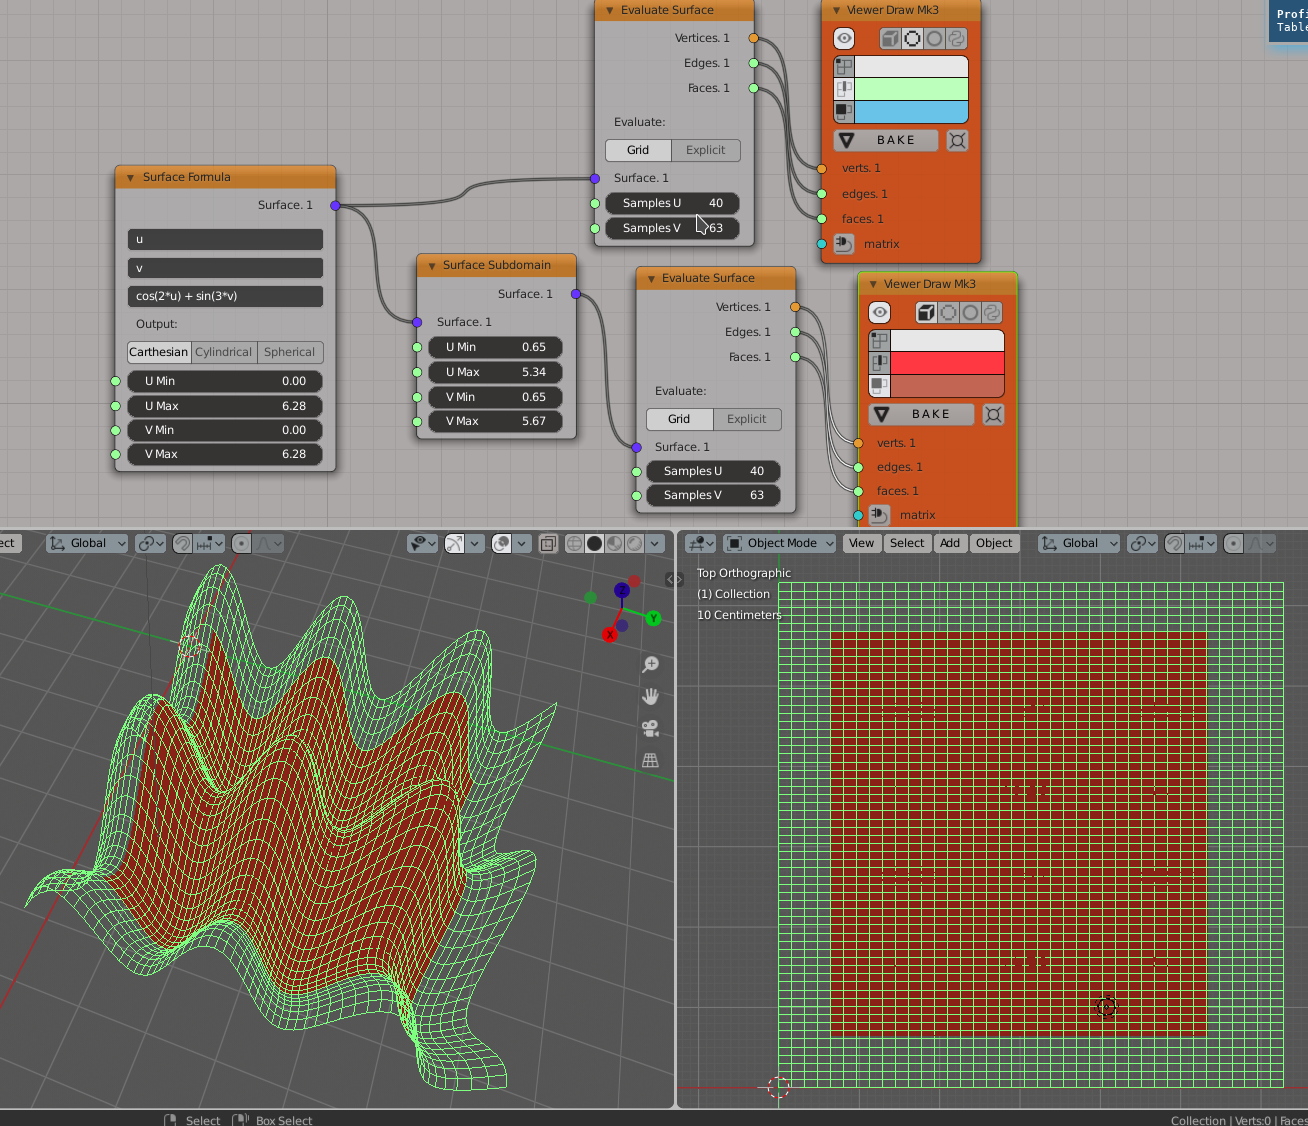 Evaluate Surface
Vertices. 1
Edges. 1
Faces. 1
Evaluate:
Grid Explicit
Surface. 1
Samples U 40
Samples V 63
Viewer Draw Mk3
BAKE
verts. 1
edges. 1
faces. 1
matrix
Profi
Table
Surface Formula
Surface. 1
u
v
cos(2*u) + sin(3*v)
Output:
Carthesian Cylindrical Spherical
U Min 0.00
U Max 6.28
V Min 0.00
V Max 6.28
Surface Subdomain
Surface. 1
Surface. 1
U Min 0.65
U Max 5.34
V Min 0.65
V Max 5.67
Evaluate Surface
Vertices. 1
Edges. 1
Faces. 1
Evaluate:
Grid Explicit
Surface. 1
Samples U 40
Samples V 63
Viewer Draw Mk3
BAKE
verts. 1
edges. 1
faces. 1
matrix
ect Global
Z
Y
X
Object Mode View Select Add Object Global
Top Orthographic
(1) Collection
10 Centimeters
Select Box Select
Collection | Verts:0 | Faces